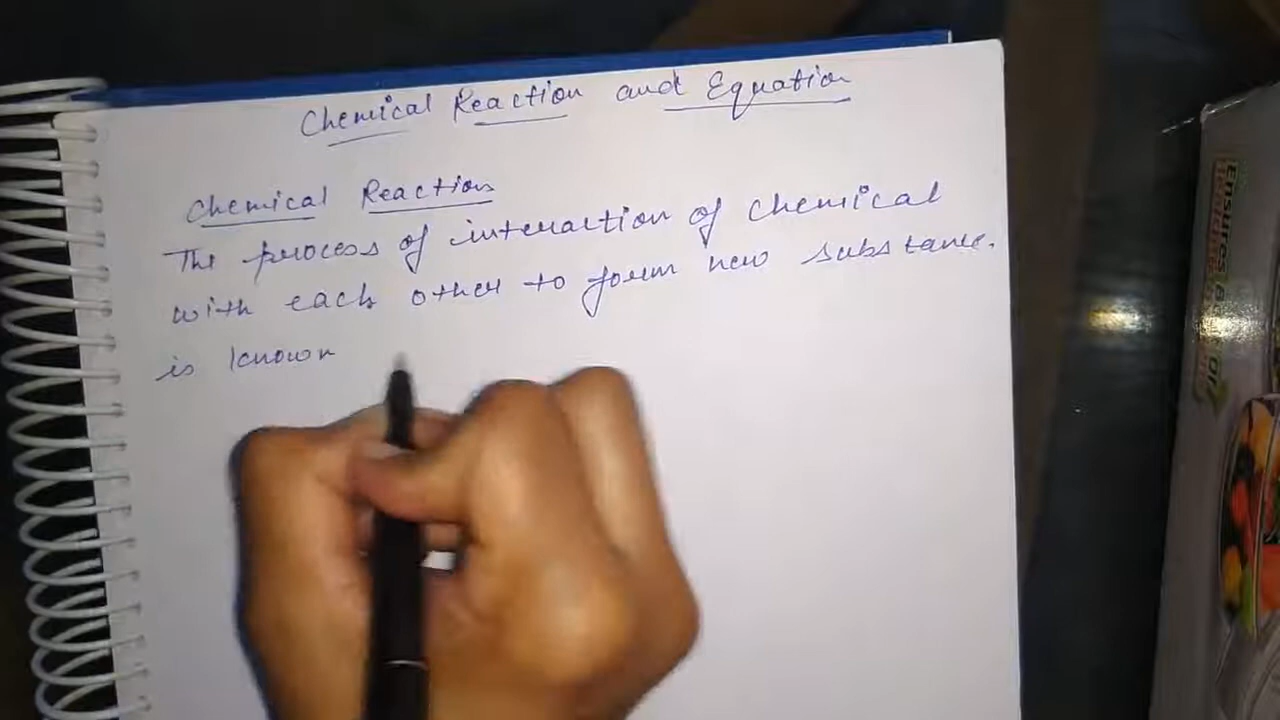 Chemical Reaction and Equation
Chemical Reaction
The process of interaction of chemical
with each other to form new substance.
is known
Ensures